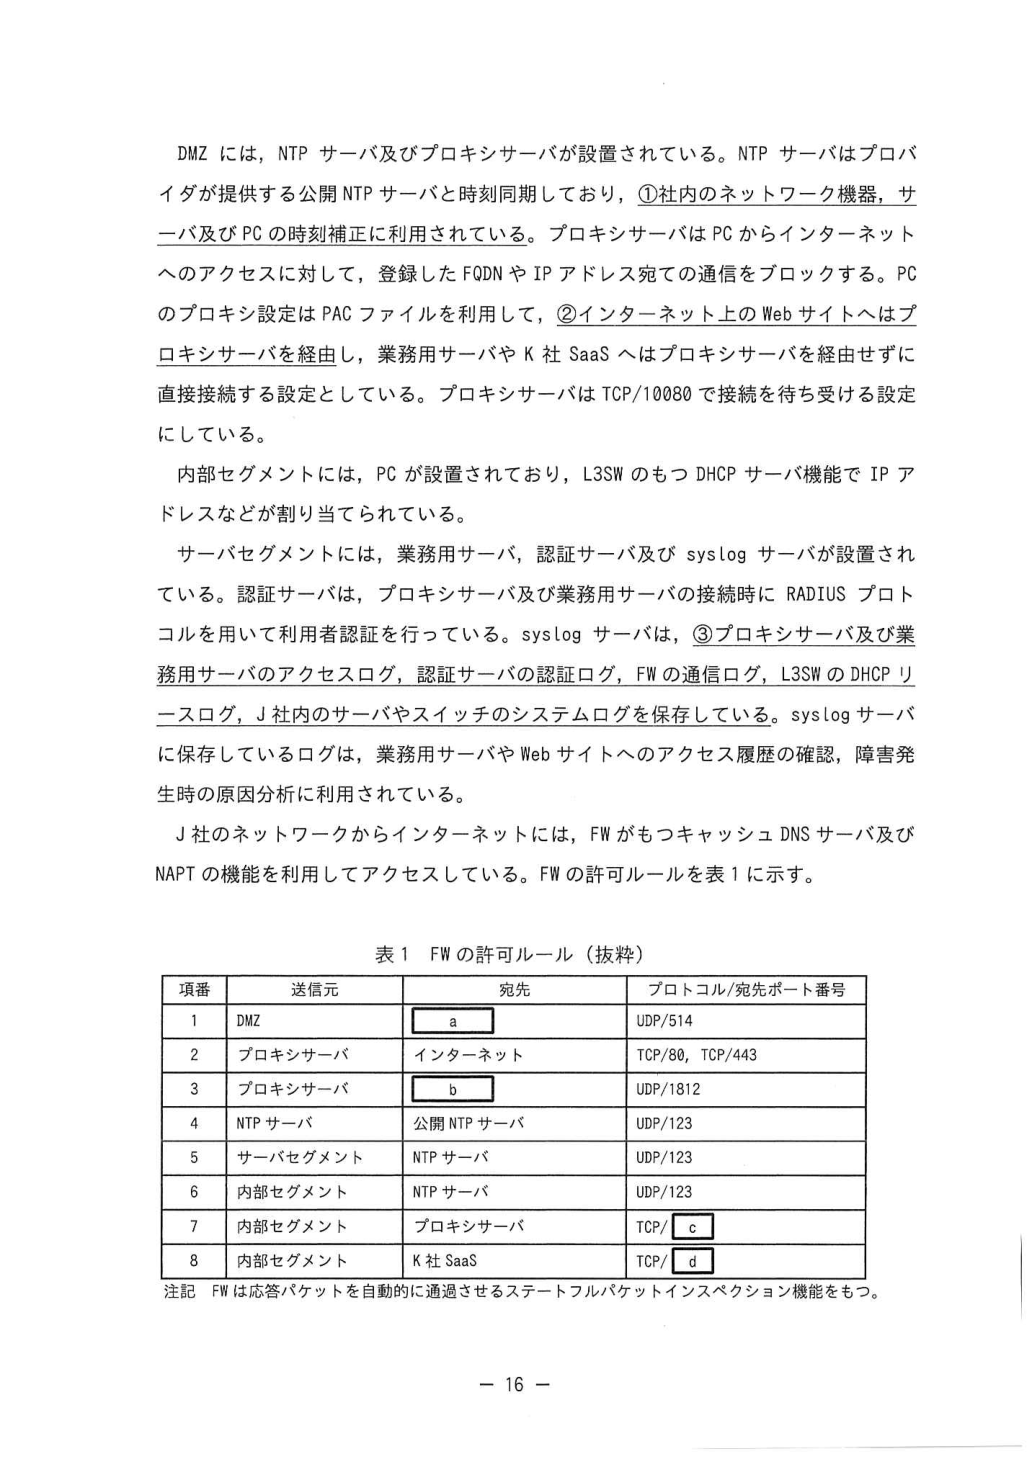 DMZ には，NTP サーバ及びプロキシサーバが設置されている。NTP サーバはプロバ
イダが提供する公開 NTP サーバと時刻同期しており，①社内のネットワーク機器，サ
ーバ及び PC の時刻補正に利用されている。プロキシサーバは PC からインターネット
へのアクセスに対して，登録した FQDN や IP アドレス宛ての通信をブロックする。PC
のプロキシ設定は PAC ファイルを利用して，②インターネット上の Web サイトへはプ
ロキシサーバを経由し，業務用サーバや K 社 SaaS へはプロキシサーバを経由せずに
直接接続する設定としている。プロキシサーバは TCP/10080 で接続を待ち受ける設定
にしている。
内部セグメントには，PC が設置されており，L3SW のもつ DHCP サーバ機能で IP ア
ドレスなどが割り当てられている。
サーバセグメントには，業務用サーバ，認証サーバ及び syslog サーバが設置され
ている。認証サーバは，プロキシサーバ及び業務用サーバの接続時に RADIUS プロト
コルを用いて利用者認証を行っている。syslog サーバは，③プロキシサーバ及び業
務用サーバのアクセスログ，認証サーバの認証ログ，FW の通信ログ，L3SW の DHCP リ
ースログ，J 社内のサーバやスイッチのシステムログを保存している。syslog サーバ
に保存しているログは，業務用サーバや Web サイトへのアクセス履歴の確認，障害発
生時の原因分析に利用されている。
J 社のネットワークからインターネットには，FW がもつキャッシュ DNS サーバ及び
NAPT の機能を利用してアクセスしている。FW の許可ルールを表 1 に示す。
表 1 FW の許可ルール（抜粋）
項番 送信元 宛先 プロトコル/宛先ポート番号
1 DMZ a UDP/514
2 プロキシサーバ インターネット TCP/80, TCP/443
3 プロキシサーバ b UDP/1812
4 NTP サーバ 公開 NTP サーバ UDP/123
5 サーバセグメント NTP サーバ UDP/123
6 内部セグメント NTP サーバ UDP/123
7 内部セグメント プロキシサーバ TCP/ c
8 内部セグメント K 社 SaaS TCP/ d
注記 FW は応答パケットを自動的に通過させるステートフルパケットインスペクション機能をもつ。
－ 16 －